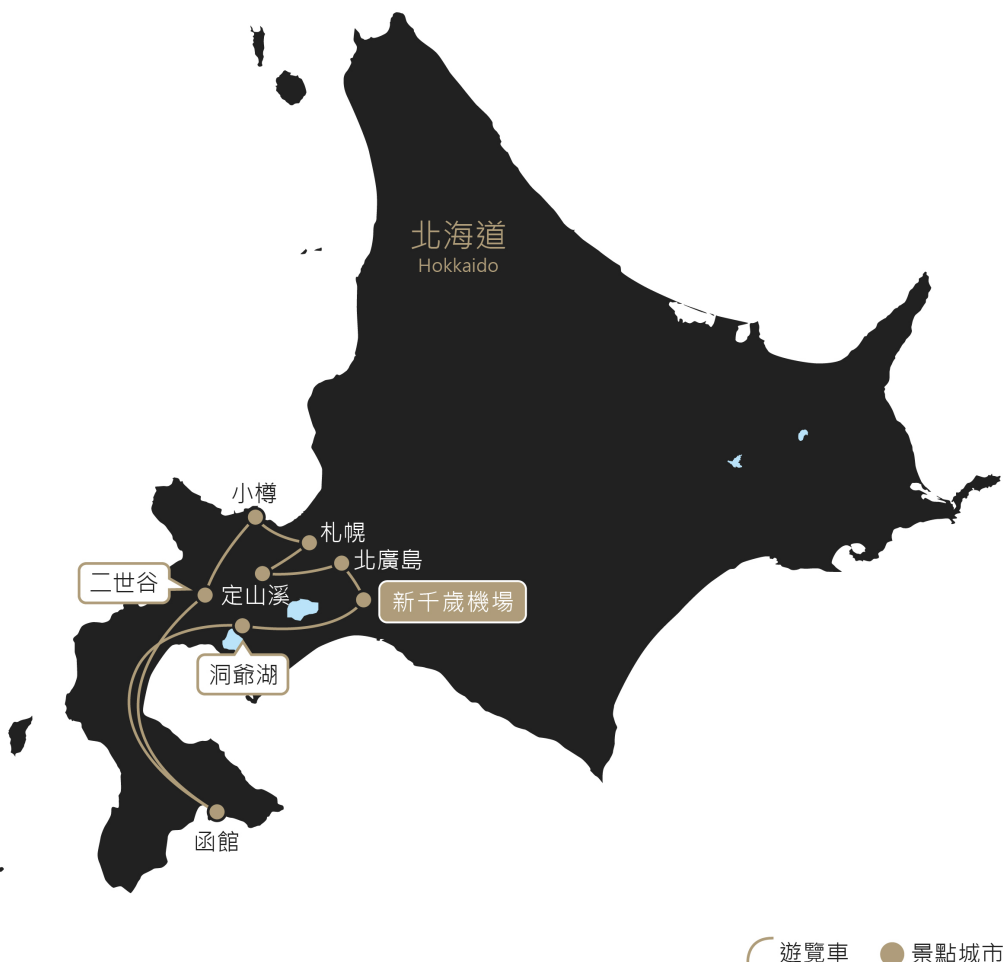 北海道
Hokkaido
小樽
札幌
北廣島
二世谷
定山溪
新千歲機場
洞爺湖
函館
遊覽車
景點城市